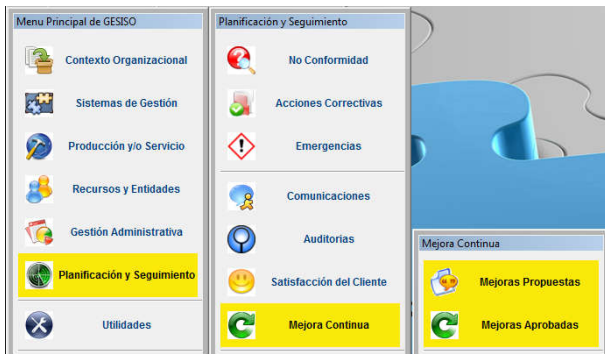 Menu Principal de GESISO
Contexto Organizacional
Sistemas de Gestión
Producción y/o Servicio
Recursos y Entidades
Gestión Administrativa
Planificación y Seguimiento
Utilidades
Planificación y Seguimiento
No Conformidad
Acciones Correctivas
Emergencias
Comunicaciones
Auditorias
Satisfacción del Cliente
Mejora Continua
Mejora Continua
Mejoras Propuestas
Mejoras Aprobadas